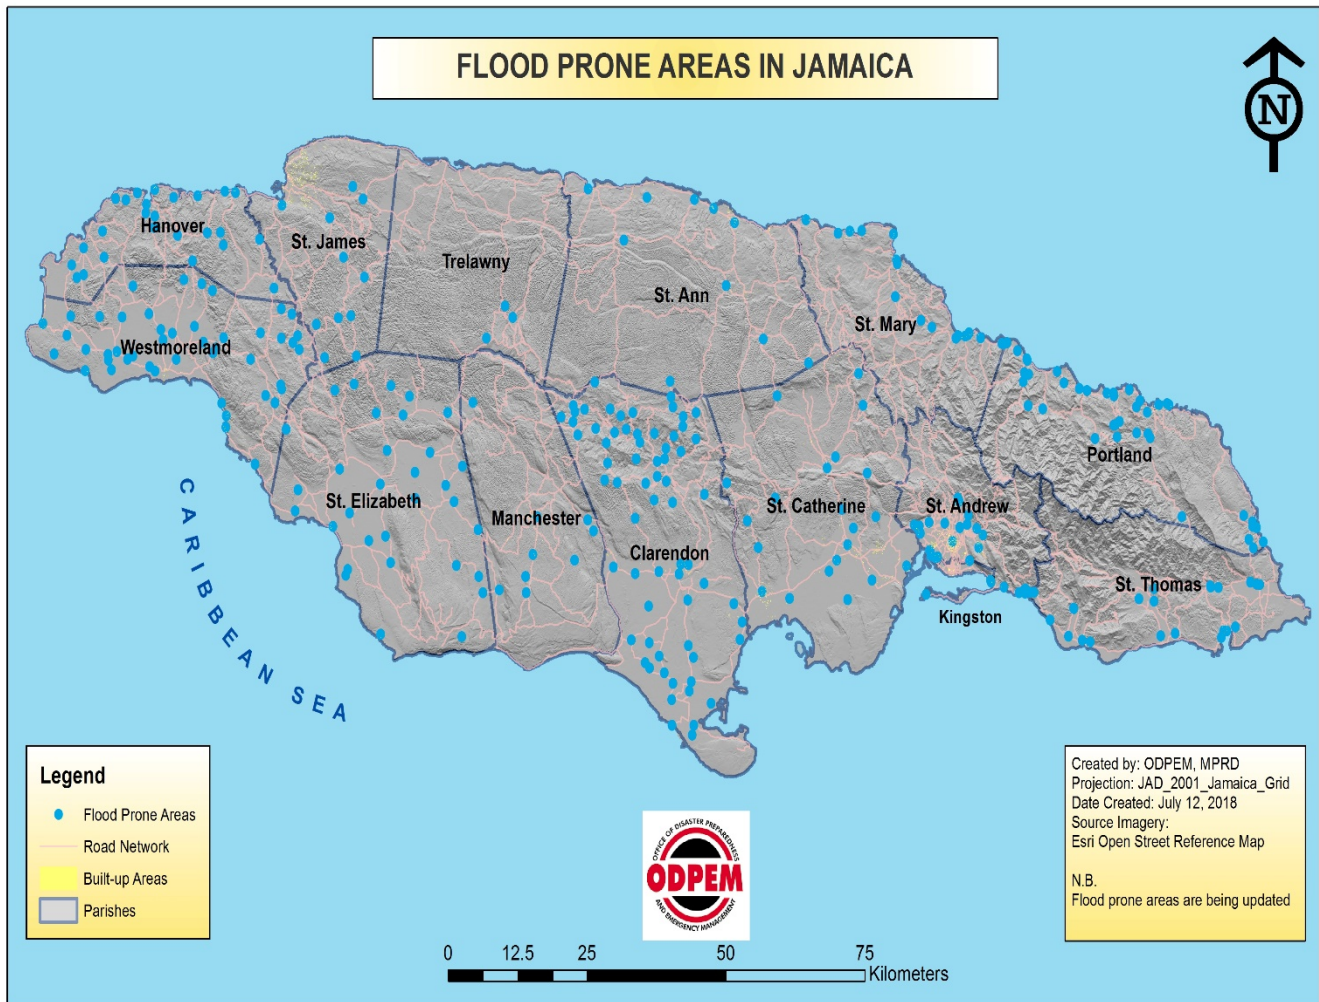 FLOOD PRONE AREAS IN JAMAICA
N
Hanover
St. James
Trelawny
St. Ann
St. Mary
Westmoreland
Portland
St. Elizabeth
Manchester
Clarendon
St. Catherine
St. Andrew
St. Thomas
Kingston
CARIBBEAN SEA
Legend
Flood Prone Areas
Road Network
Built-up Areas
Parishes
OFFICE OF DISASTER PREPAREDNESS
ODPEM
AND EMERGENCY MANAGEMENT
Created by: ODPEM, MPRD
Projection: JAD_2001_Jamaica_Grid
Date Created: July 12, 2018
Source Imagery:
Esri Open Street Reference Map
N.B.
Flood prone areas are being updated
0 12.5 25 50 75
Kilometers